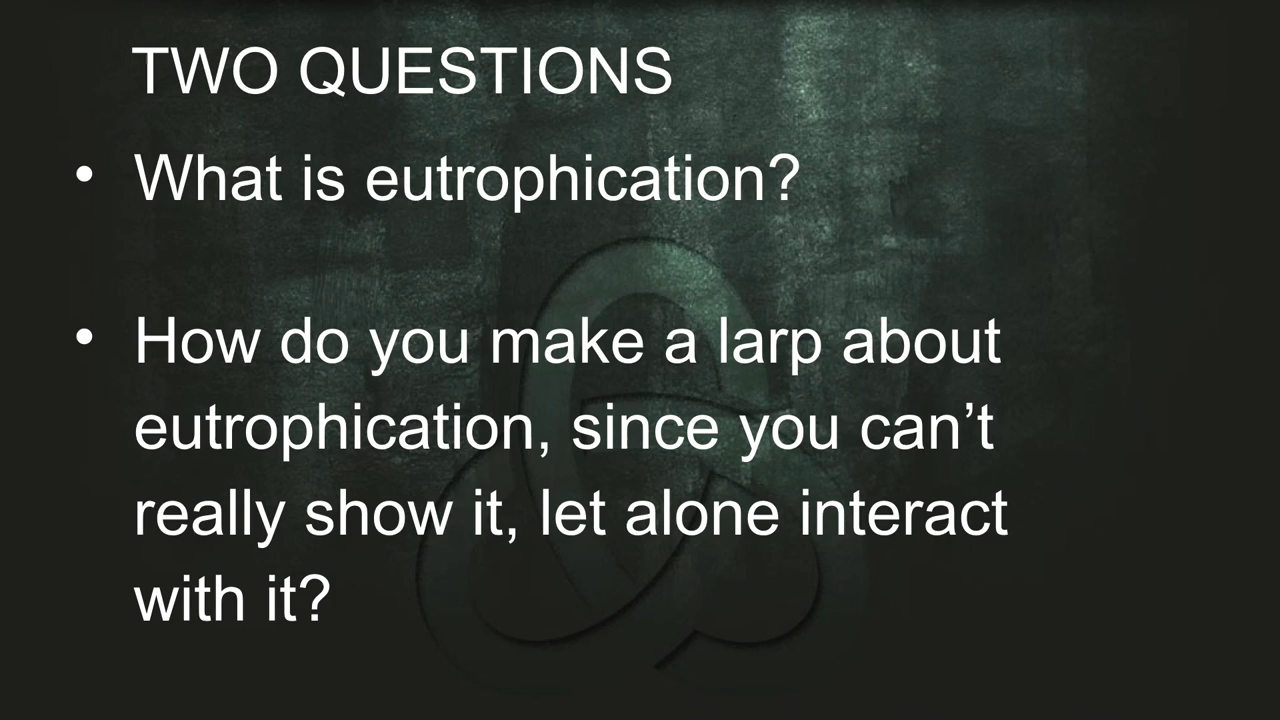 TWO QUESTIONS
• What is eutrophication?
• How do you make a larp about
eutrophication, since you can’t
really show it, let alone interact
with it?